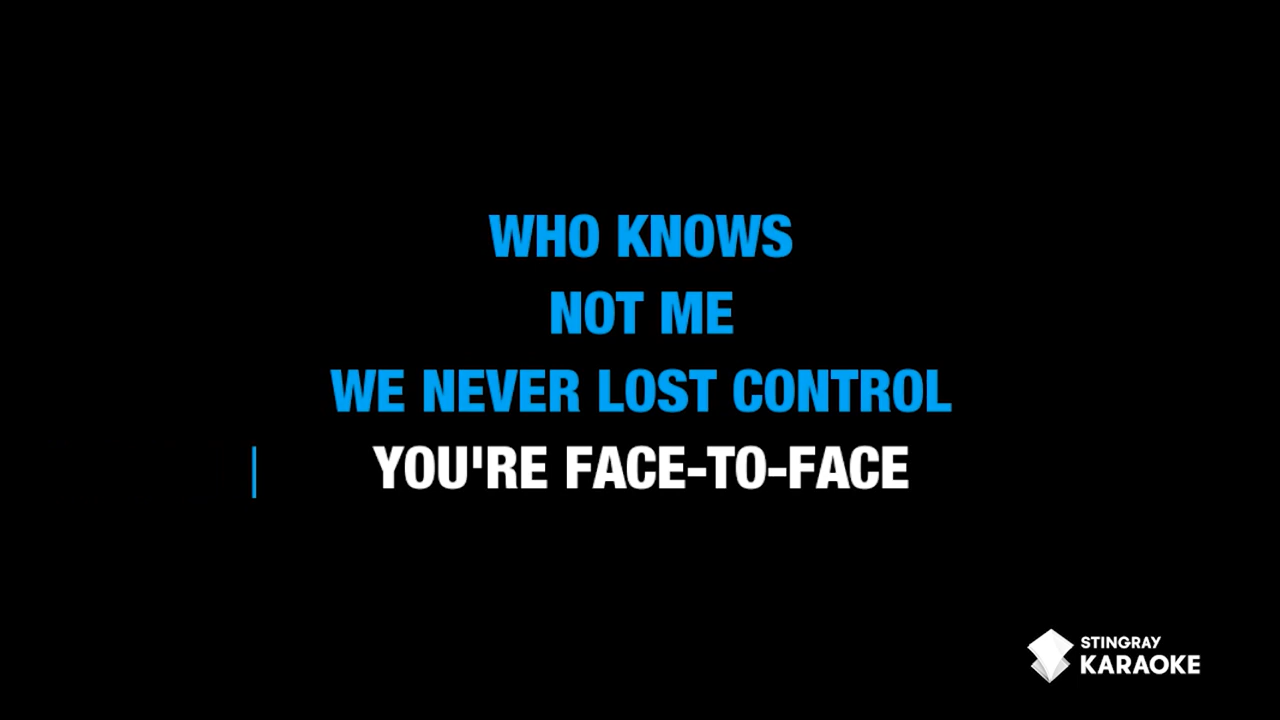 WHO KNOWS
NOT ME
WE NEVER LOST CONTROL
YOU'RE FACE-TO-FACE
STINGRAY
KARAOKE